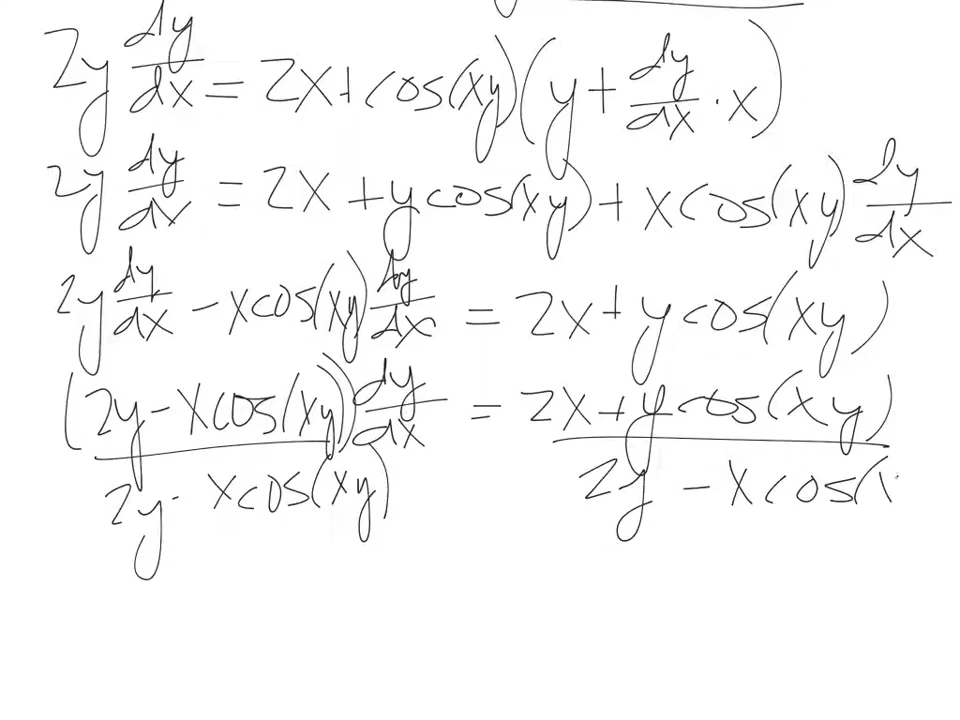 2y dy/dx = 2x + cos(xy)(y + dy/dx · x)
2y dy/dx = 2x + y cos(xy) + x cos(xy) dy/dx
2y dy/dx - x cos(xy) dy/dx = 2x + y cos(xy)
(2y - x cos(xy)) dy/dx = 2x + y cos(xy)
2y - x cos(xy) 2y - x cos(